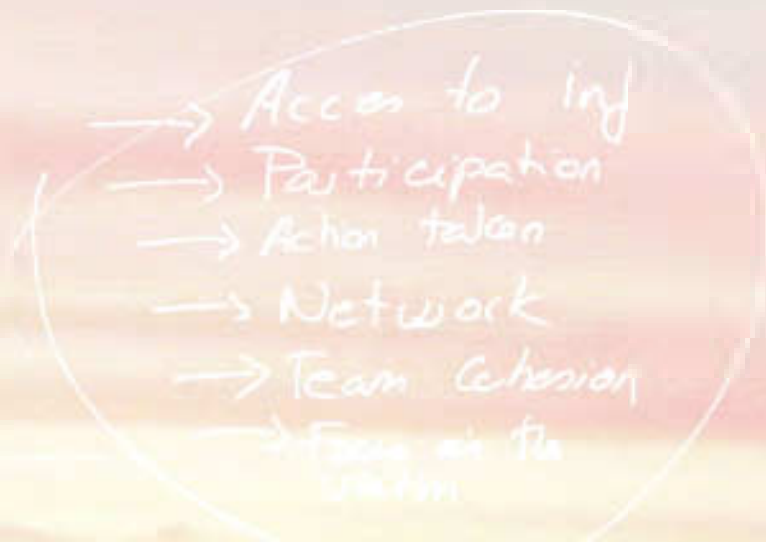 → Acces to inf
→ Participation
→ Action taken
→ Network
→ Team Cohesion
→ Focus on the